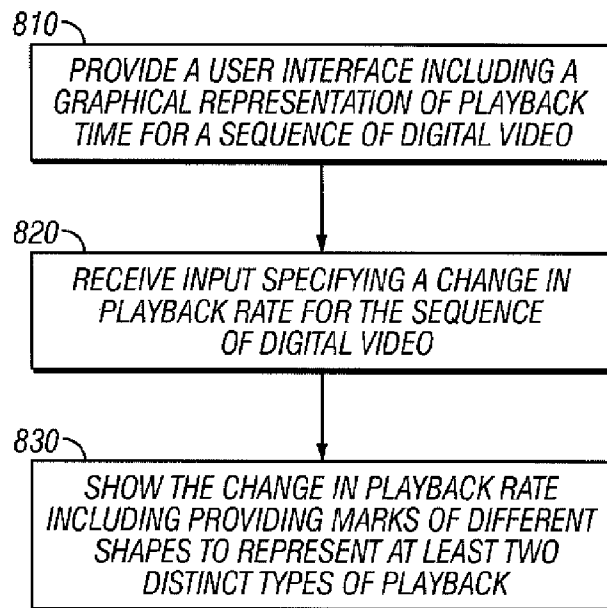 810
PROVIDE A USER INTERFACE INCLUDING A
GRAPHICAL REPRESENTATION OF PLAYBACK
TIME FOR A SEQUENCE OF DIGITAL VIDEO
820
RECEIVE INPUT SPECIFYING A CHANGE IN
PLAYBACK RATE FOR THE SEQUENCE
OF DIGITAL VIDEO
830
SHOW THE CHANGE IN PLAYBACK RATE
INCLUDING PROVIDING MARKS OF DIFFERENT
SHAPES TO REPRESENT AT LEAST TWO
DISTINCT TYPES OF PLAYBACK